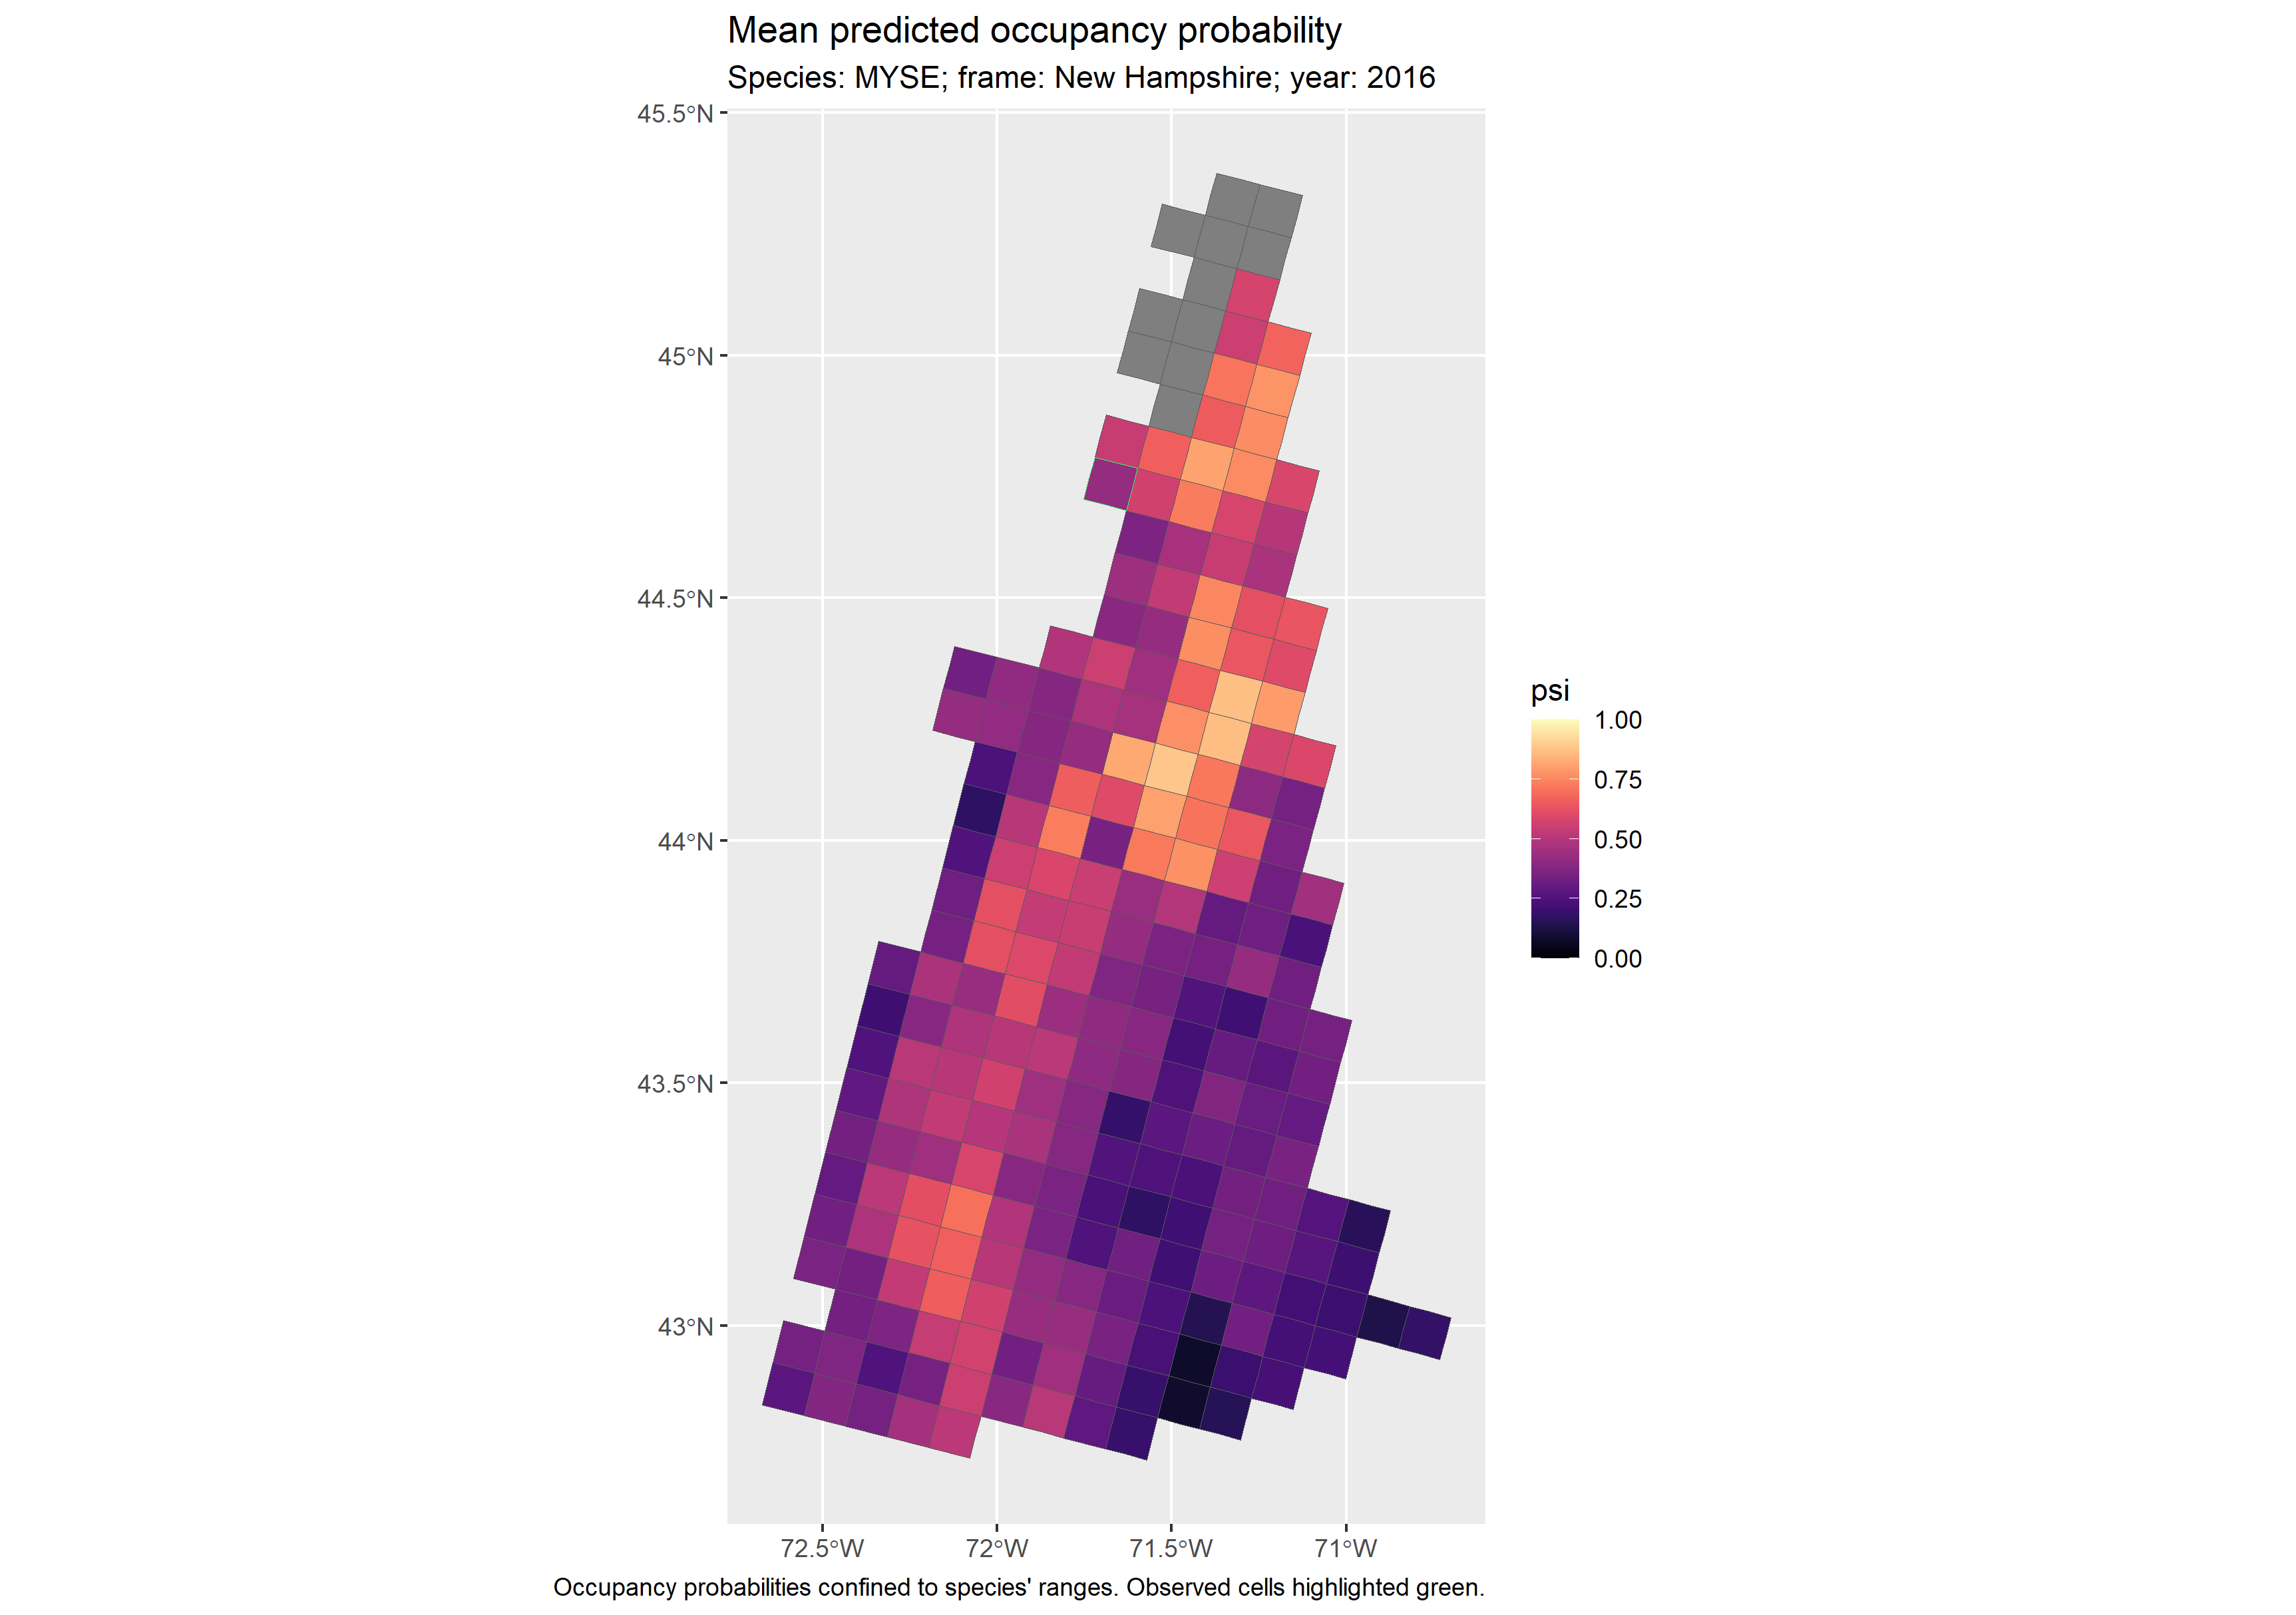 Mean predicted occupancy probability
Species: MYSE; frame: New Hampshire; year: 2016
45.5°N
45°N
44.5°N
44°N
43.5°N
43°N
72.5°W
72°W
71.5°W
71°W
psi
1.00
0.75
0.50
0.25
0.00
Occupancy probabilities confined to species' ranges. Observed cells highlighted green.